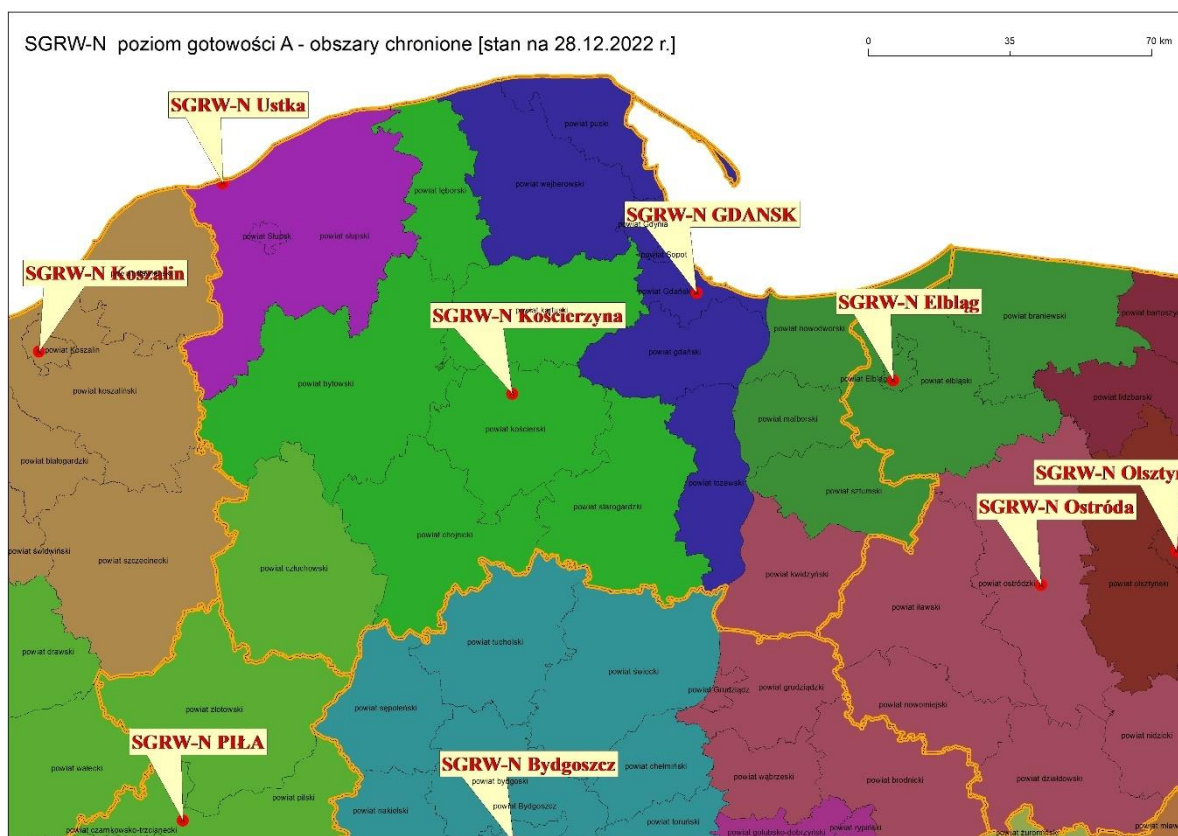 SGRW-N poziom gotowości A - obszary chronione [stan na 28.12.2022 r.]
0 35 70 km
SGRW-N Ustka
powiat pucki
powiat wejherowski
powiat lęborski
SGRW-N GDANSK
powiat Gdynia
powiat Słupsk
powiat słupski
powiat Sopot
SGRW-N Koszalin
powiat Gdańsk
SGRW-N Elbląg
powiat braniewski
SGRW-N Kościerzyna
powiat nowodworski
powiat Koszalin
powiat gdański
powiat koszaliński
powiat bytowski
powiat Elbląg
powiat elbląski
powiat lidzbarski
powiat malborski
powiat kościerski
powiat białogardzki
SGRW-N Olsztyn
powiat tczewski
powiat sztumski
SGRW-N Ostróda
powiat starogardzki
powiat chojnicki
powiat świdwiński
powiat szczecinecki
powiat człuchowski
powiat kwidzyński
powiat ostródzki
powiat olsztyński
powiat iławski
powiat tucholski
powiat drawski
powiat świecki
powiat Grudziądz
powiat grudziądzki
powiat złotowski
powiat sępoleński
powiat nowomiejski
powiat nidzicki
SGRW-N PIŁA
SGRW-N Bydgoszcz
powiat chełmiński
powiat wałecki
powiat bydgoski
powiat wąbrzeski
powiat brodnicki
powiat działdowski
powiat pilski
powiat nakielski
powiat Bydgoszcz
powiat toruński
powiat czarnkowsko-trzcianecki
powiat golubsko-dobrzyński
powiat rypiński
powiat żuromiński